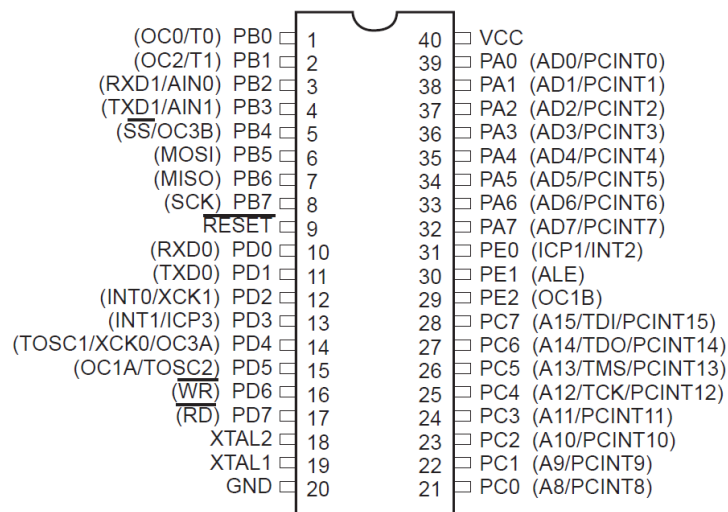 (OC0/T0) PB0 1 40 VCC
(OC2/T1) PB1 2 39 PA0 (AD0/PCINT0)
(RXD1/AIN0) PB2 3 38 PA1 (AD1/PCINT1)
(TXD1/AIN1) PB3 4 37 PA2 (AD2/PCINT2)
(SS/OC3B) PB4 5 36 PA3 (AD3/PCINT3)
(MOSI) PB5 6 35 PA4 (AD4/PCINT4)
(MISO) PB6 7 34 PA5 (AD5/PCINT5)
(SCK) PB7 8 33 PA6 (AD6/PCINT6)
RESET 9 32 PA7 (AD7/PCINT7)
(RXD0) PD0 10 31 PE0 (ICP1/INT2)
(TXD0) PD1 11 30 PE1 (ALE)
(INT0/XCK1) PD2 12 29 PE2 (OC1B)
(INT1/ICP3) PD3 13 28 PC7 (A15/TDI/PCINT15)
(TOSC1/XCK0/OC3A) PD4 14 27 PC6 (A14/TDO/PCINT14)
(OC1A/TOSC2) PD5 15 26 PC5 (A13/TMS/PCINT13)
(WR) PD6 16 25 PC4 (A12/TCK/PCINT12)
(RD) PD7 17 24 PC3 (A11/PCINT11)
XTAL2 18 23 PC2 (A10/PCINT10)
XTAL1 19 22 PC1 (A9/PCINT9)
GND 20 21 PC0 (A8/PCINT8)